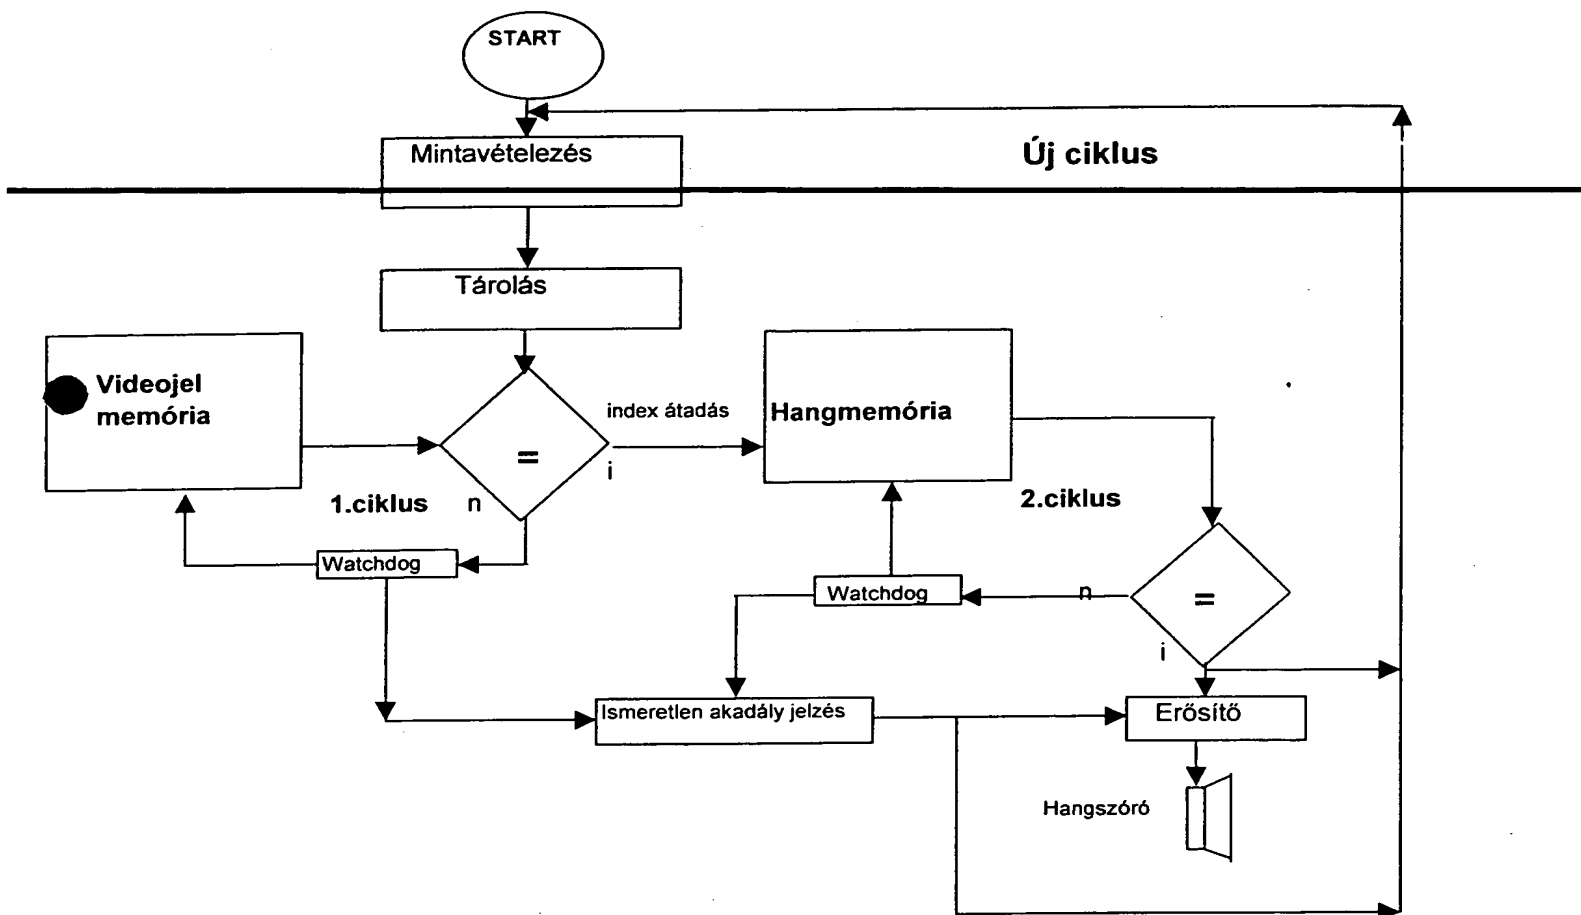 START
Mintavételezés
Új ciklus
Tárolás
Videojel
memória
index átadás
Hangmemória
=
i
n
1.ciklus
2.ciklus
Watchdog
Watchdog
n
=
i
Ismeretlen akadály jelzés
Erősítő
Hangszóró